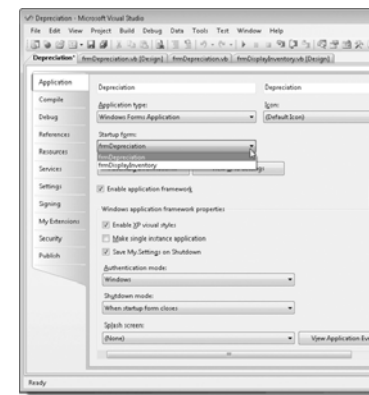 Depreciation - Microsoft Visual Studio
File Edit View Project Build Debug Data Tools Test Window Help
Depreciation* frmDepreciation.vb [Design] frmDepreciation.vb frmDisplayInventory.vb [Design]
Application
Compile
Debug
References
Resources
Services
Settings
Signing
My Extensions
Security
Publish
Depreciation Depreciation
Application type: Icon:
Windows Forms Application (Default Icon)
Startup form:
frmDepreciation
frmDepreciation
frmDisplayInventory
Enable application framework
Windows application framework properties
Enable XP visual styles
Make single instance application
Save My.Settings on Shutdown
Authentication mode:
Windows
Shutdown mode:
When startup form closes
Splash screen:
(None) View Application Eve
Ready